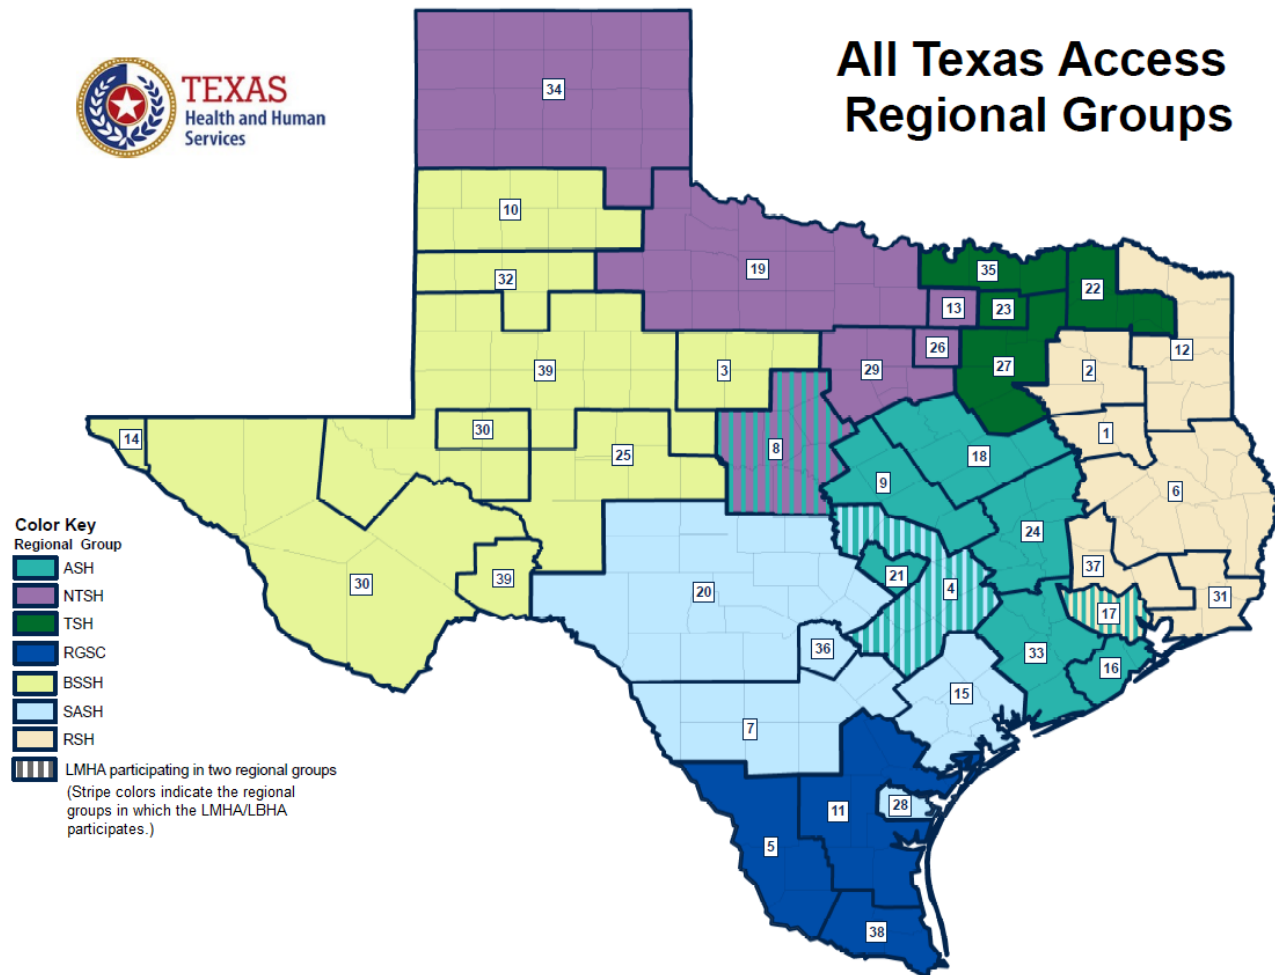 All Texas Access
Regional Groups
TEXAS
Health and Human
Services
34
10
19
32
35
22
13
23
26
12
39
3
29
27
2
14
30
25
8
18
1
9
6
24
39
30
20
21
4
37
31
17
36
33
16
15
7
28
11
5
38
Color Key
Regional Group
ASH
NTSH
TSH
RGSC
BSSH
SASH
RSH
LMHA participating in two regional groups
(Stripe colors indicate the regional
groups in which the LMHA/LBHA
participates.)